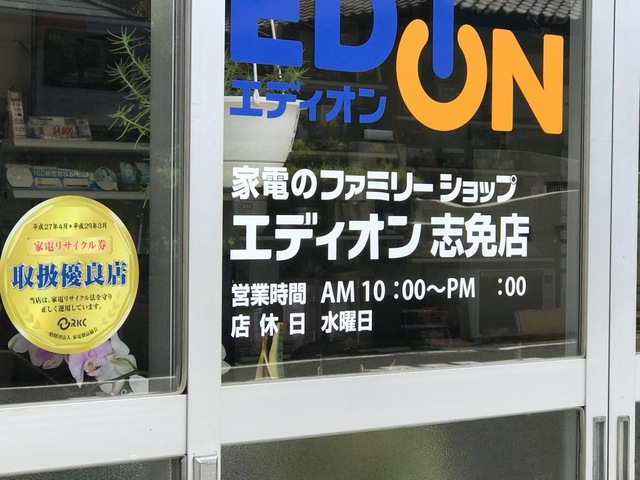 EDION
エディオン
家電のファミリーショップ
エディオン 志免店
営業時間 AM 10:00〜PM :00
店休日 水曜日
平成27年4月▶平成29年3月
家電リサイクル券
取扱優良店
当店は、家電リサイクル法を守り
正しく運用しています。
RKC